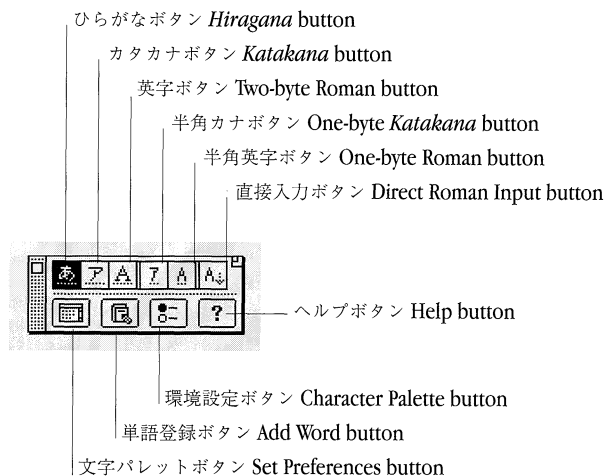 ひらがなボタン Hiragana button
カタカナボタン Katakana button
英字ボタン Two-byte Roman button
半角カナボタン One-byte Katakana button
半角英字ボタン One-byte Roman button
直接入力ボタン Direct Roman Input button
あ ア A ア A A
?
ヘルプボタン Help button
環境設定ボタン Character Palette button
単語登録ボタン Add Word button
文字パレットボタン Set Preferences button